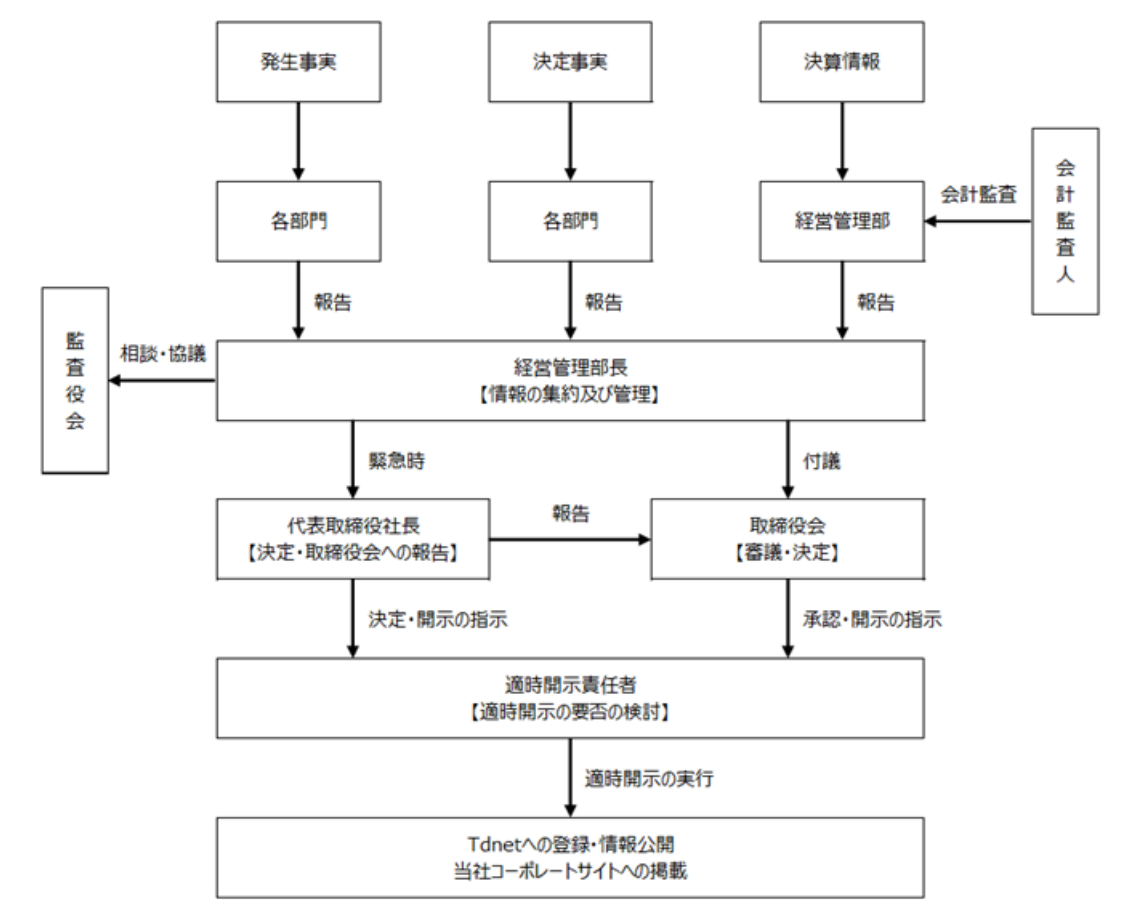 発生事実
決定事実
決算情報
各部門
各部門
経営管理部
会計監査
会計監査人
報告
報告
報告
監査役会
相談・協議
経営管理部長
【情報の集約及び管理】
緊急時
付議
代表取締役社長
【決定・取締役会への報告】
報告
取締役会
【審議・決定】
決定・開示の指示
承認・開示の指示
適時開示責任者
【適時開示の要否の検討】
適時開示の実行
Tdnetへの登録・情報公開
当社コーポレートサイトへの掲載